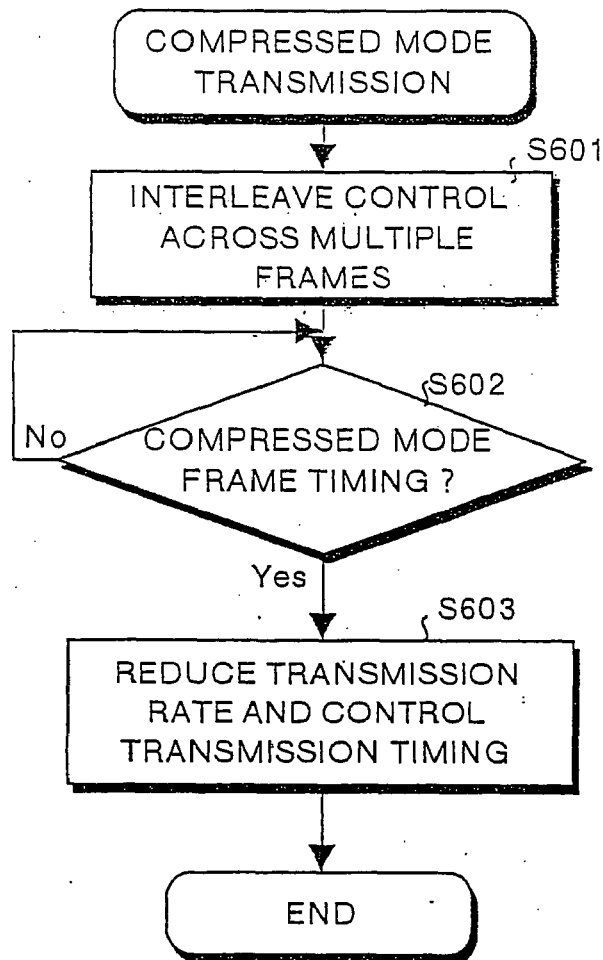 COMPRESSED MODE
TRANSMISSION
S601
INTERLEAVE CONTROL
ACROSS MULTIPLE
FRAMES
S602
No
COMPRESSED MODE
FRAME TIMING ?
Yes
S603
REDUCE TRANSMISSION
RATE AND CONTROL
TRANSMISSION TIMING
END